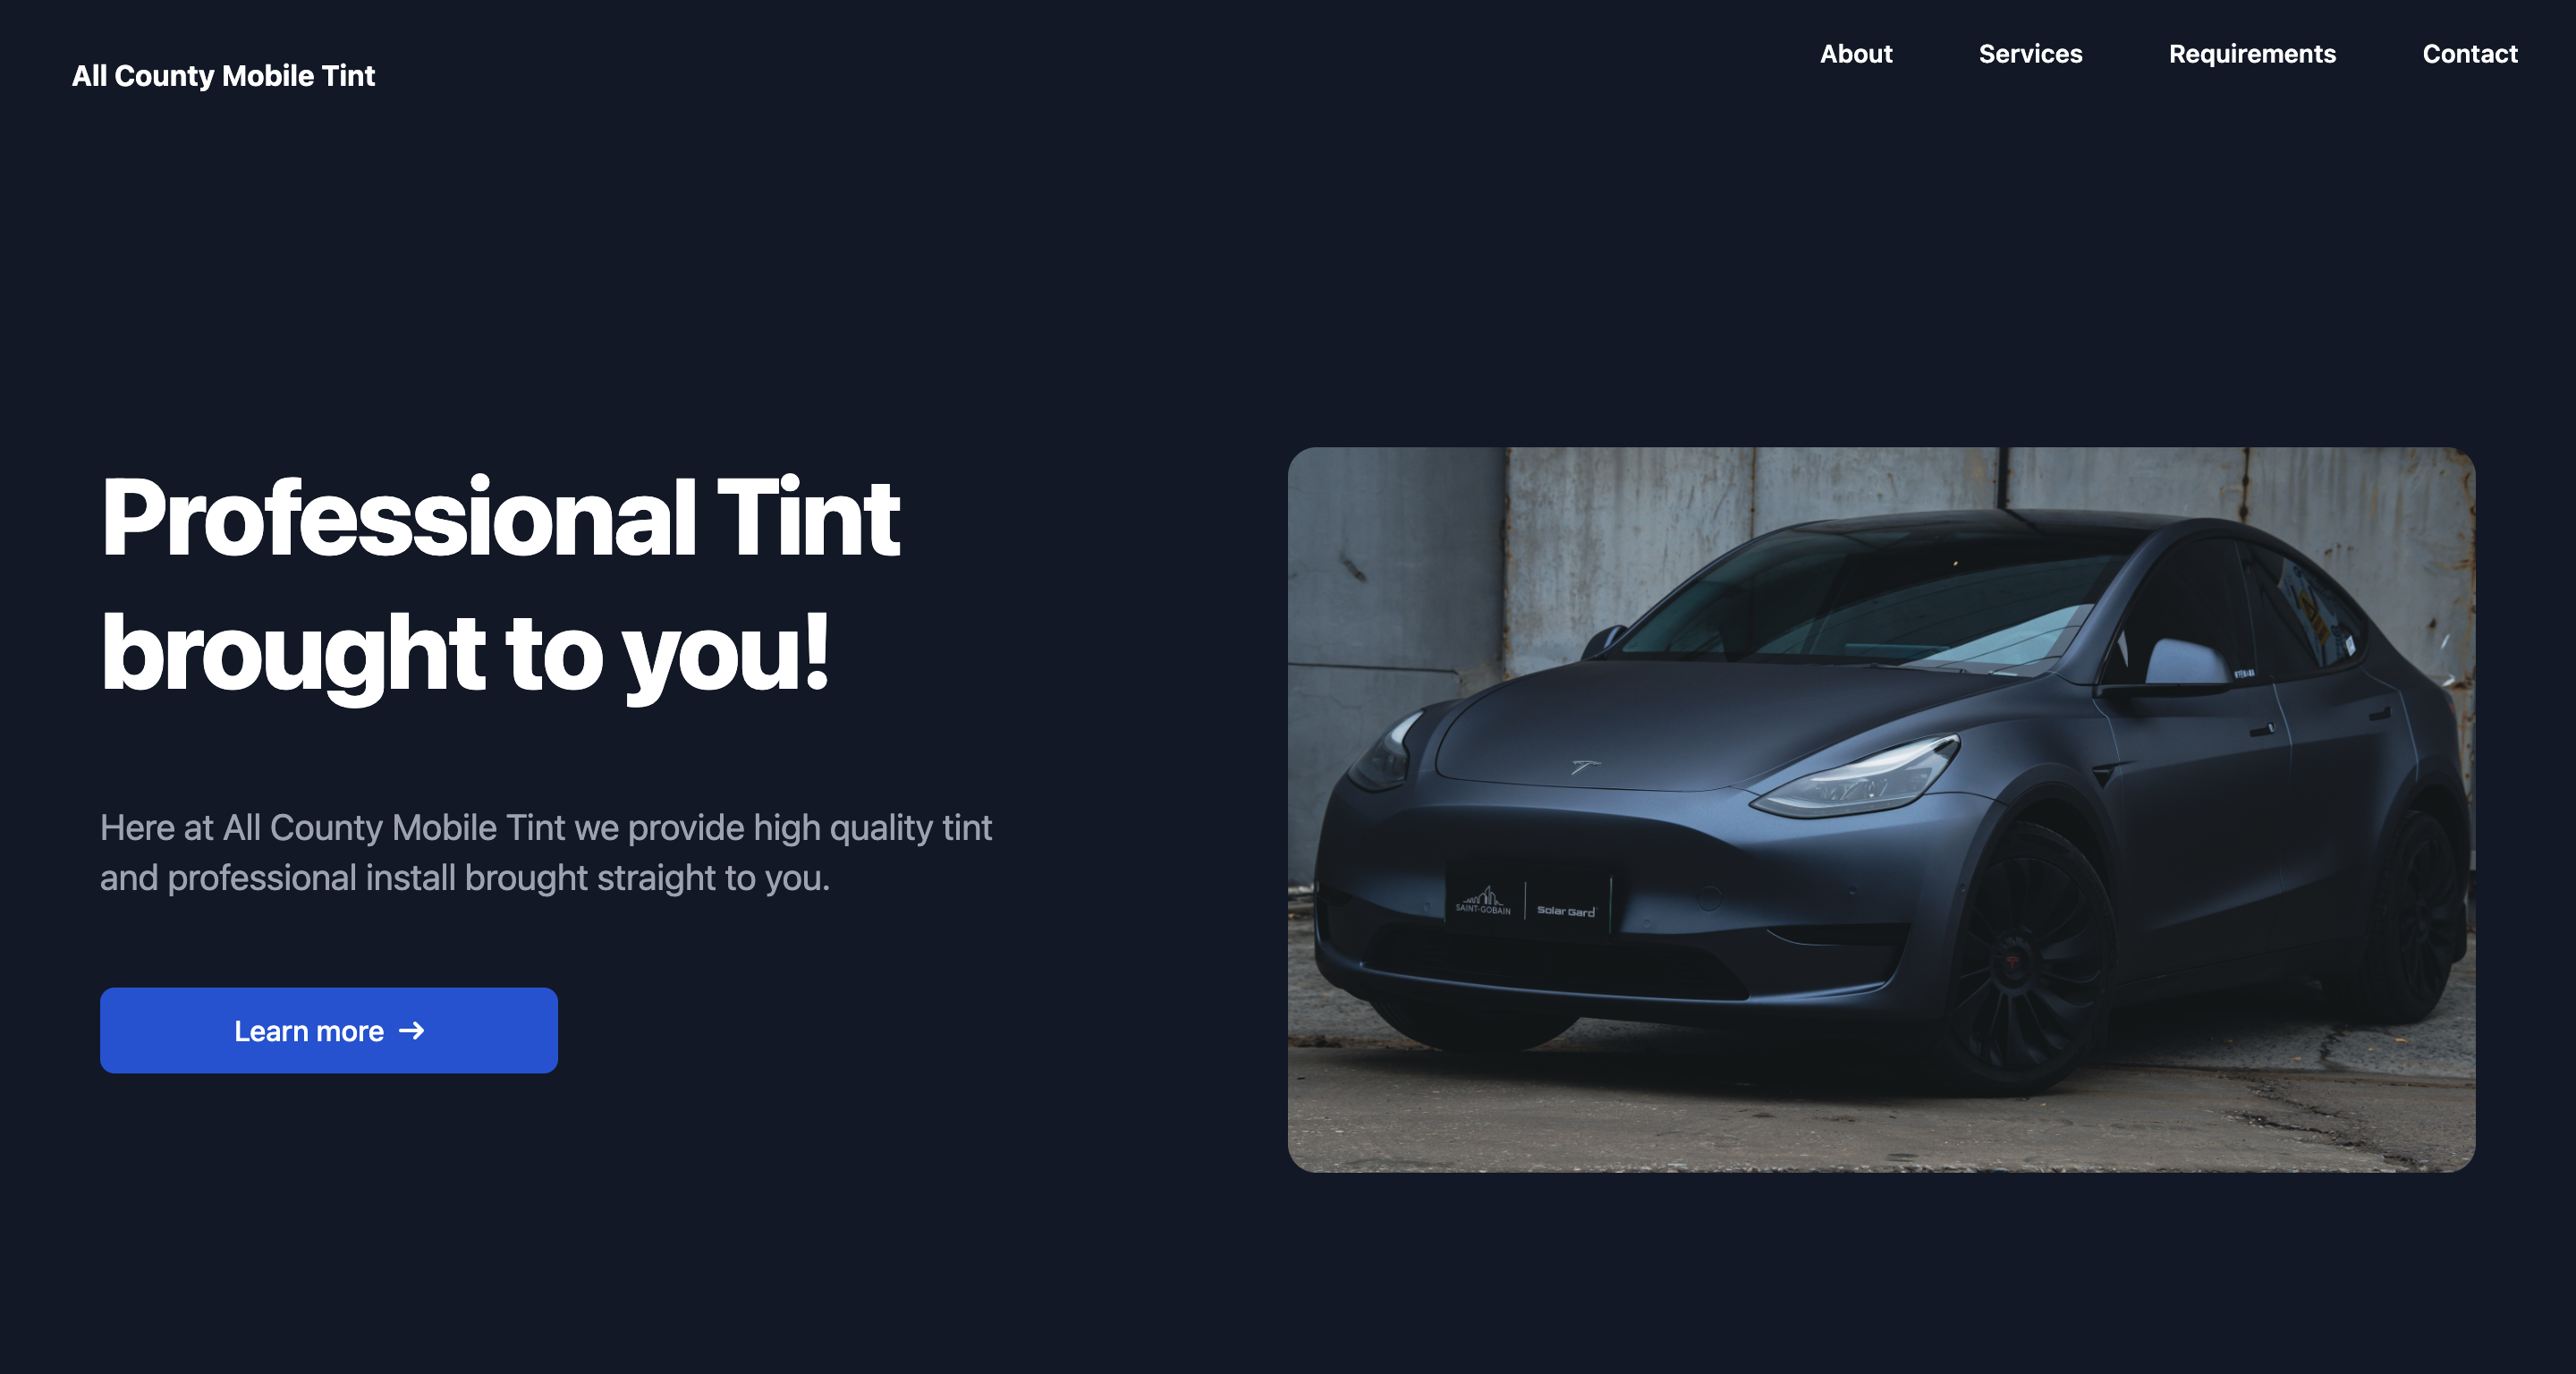 All County Mobile Tint
About Services Requirements Contact
Professional Tint
brought to you!
Here at All County Mobile Tint we provide high quality tint
and professional install brought straight to you.
Learn more →
SAINT-GOBAIN
Solar Gard